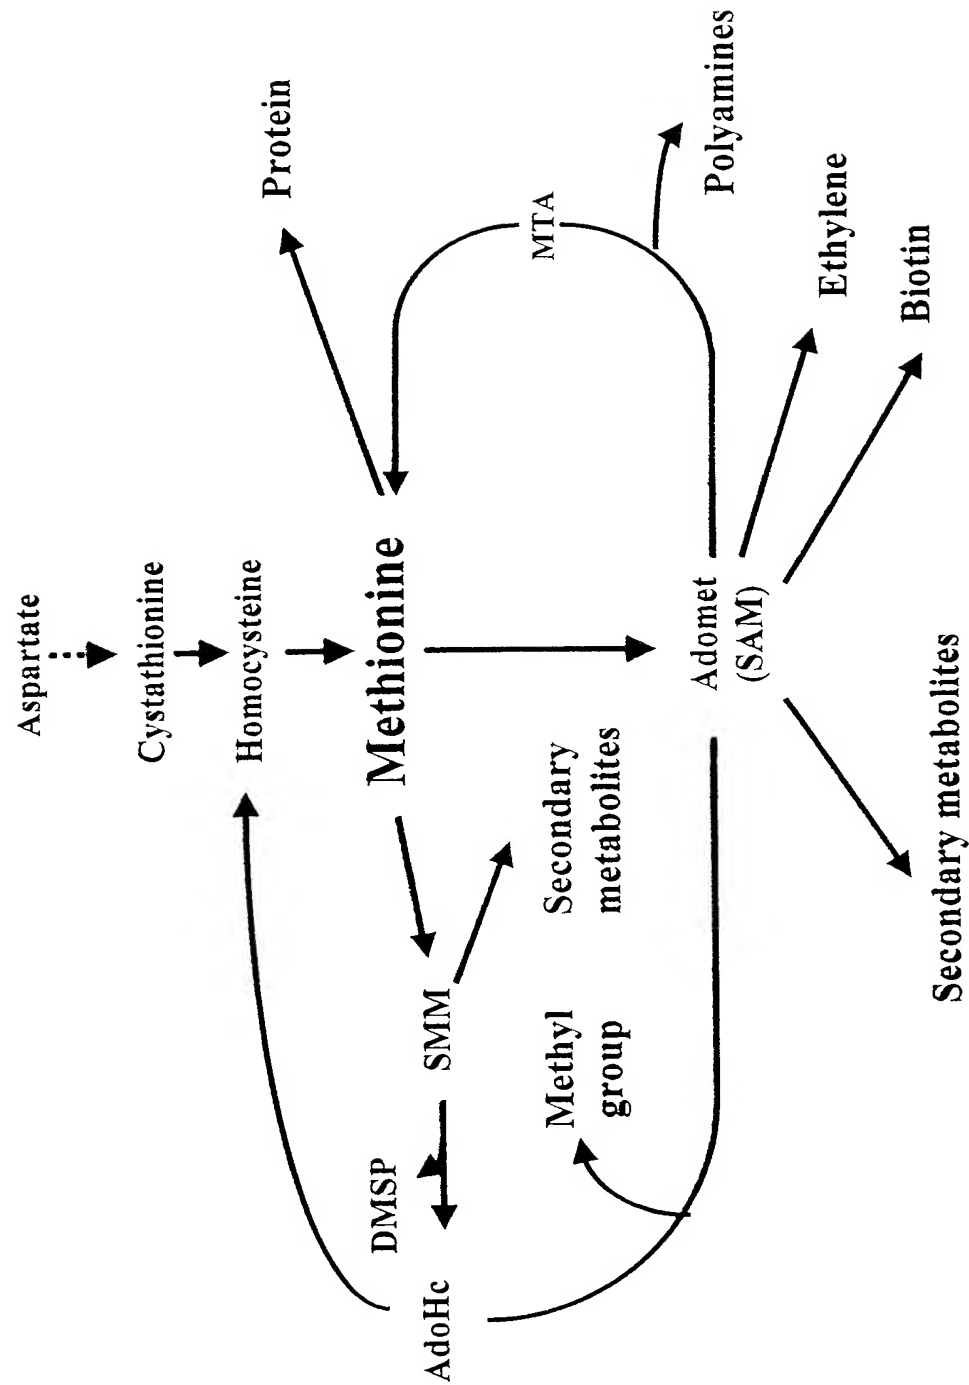 Aspartate
Cystathionine
Homocysteine
Methionine
Protein
SMM
DMSP
AdoHc
Secondary
metabolites
Methyl
group
MTA
Polyamines
Adomet
(SAM)
Ethylene
Biotin
Secondary metabolites